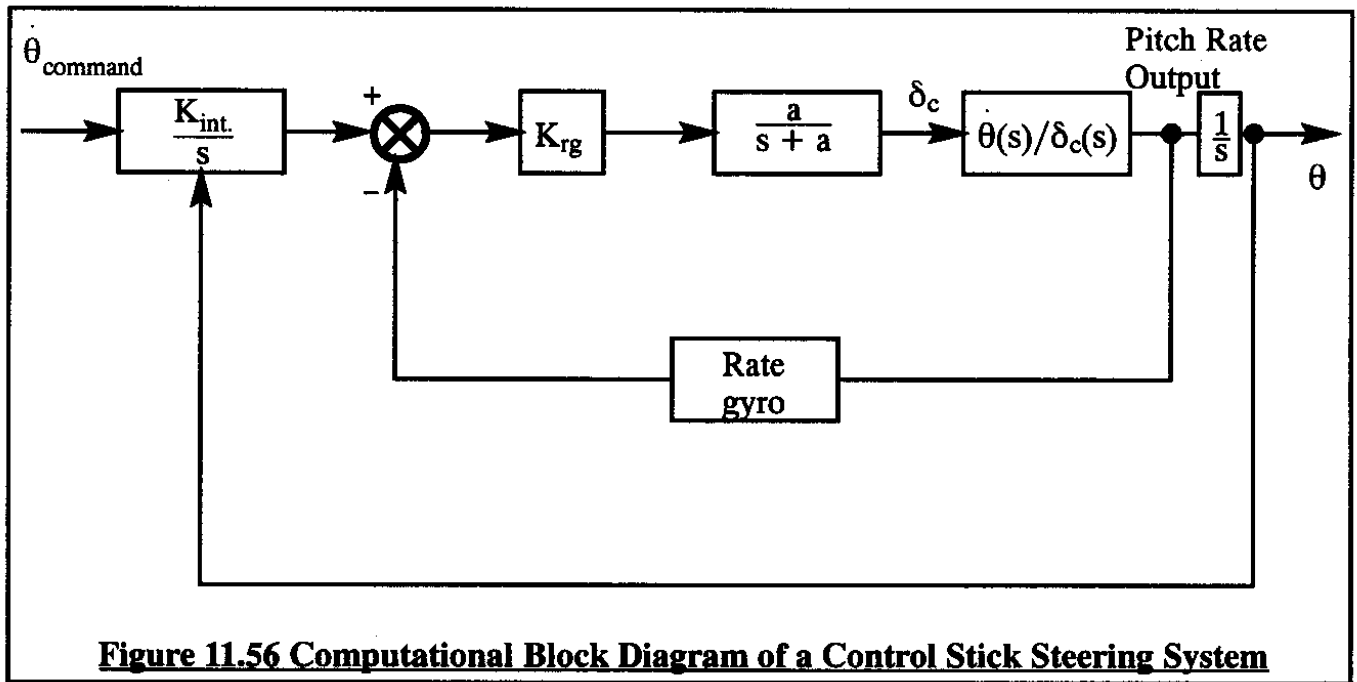 θ̇command
Pitch Rate
Output
Kint.
s
+
−
Krg
a
s + a
δc
θ̇(s)/δc(s)
1
s
θ
Rate
gyro
Figure 11.56 Computational Block Diagram of a Control Stick Steering System